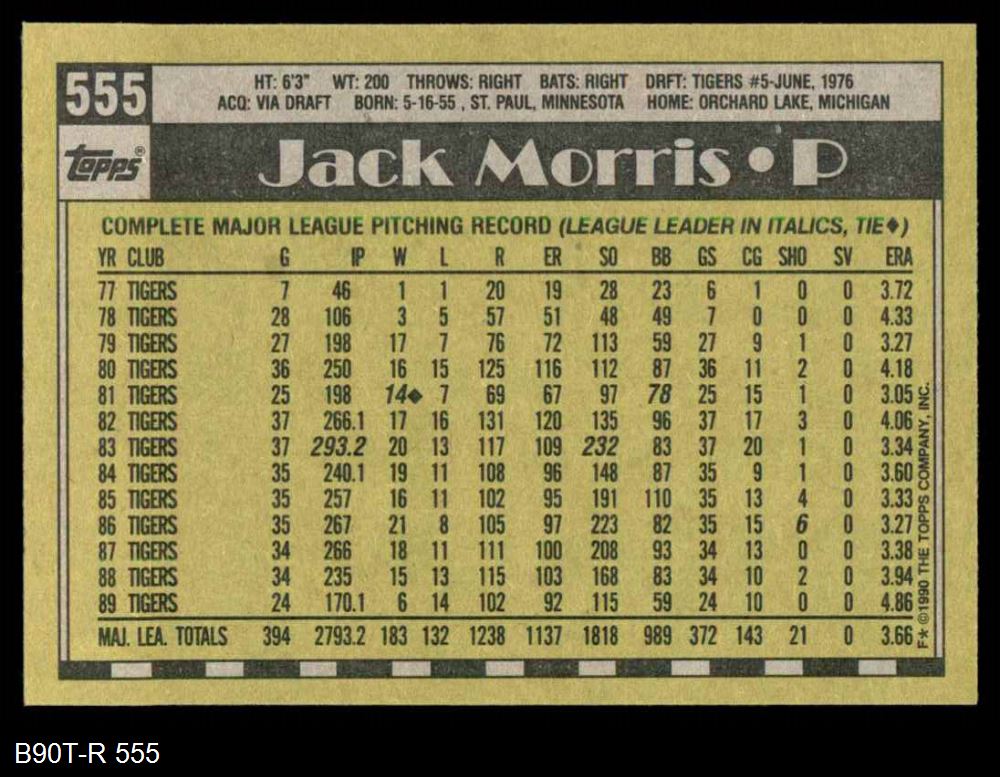 555
HT: 6'3" WT: 200 THROWS: RIGHT BATS: RIGHT DRFT: TIGERS #5-JUNE, 1976
ACQ: VIA DRAFT BORN: 5-16-55 , ST. PAUL, MINNESOTA HOME: ORCHARD LAKE, MICHIGAN
topps®
Jack Morris • P
COMPLETE MAJOR LEAGUE PITCHING RECORD (LEAGUE LEADER IN ITALICS, TIE♦)
YR CLUB G IP W L R ER SO BB GS CG SHO SV ERA
77 TIGERS 7 46 1 1 20 19 28 23 6 1 0 0 3.72
78 TIGERS 28 106 3 5 57 51 48 49 7 0 0 0 4.33
79 TIGERS 27 198 17 7 76 72 113 59 27 9 1 0 3.27
80 TIGERS 36 250 16 15 125 116 112 87 36 11 2 0 4.18
81 TIGERS 25 198 14♦ 7 69 67 97 78 25 15 1 0 3.05
82 TIGERS 37 266.1 17 16 131 120 135 96 37 17 3 0 4.06
83 TIGERS 37 293.2 20 13 117 109 232 83 37 20 1 0 3.34
84 TIGERS 35 240.1 19 11 108 96 148 87 35 9 1 0 3.60
85 TIGERS 35 257 16 11 102 95 191 110 35 13 4 0 3.33
86 TIGERS 35 267 21 8 105 97 223 82 35 15 6 0 3.27
87 TIGERS 34 266 18 11 111 100 208 93 34 13 0 0 3.38
88 TIGERS 34 235 15 13 115 103 168 83 34 10 2 0 3.94
89 TIGERS 24 170.1 6 14 102 92 115 59 24 10 0 0 4.86
MAJ. LEA. TOTALS 394 2793.2 183 132 1238 1137 1818 989 372 143 21 0 3.66
F* ©1990 THE TOPPS COMPANY, INC.
B90T-R 555